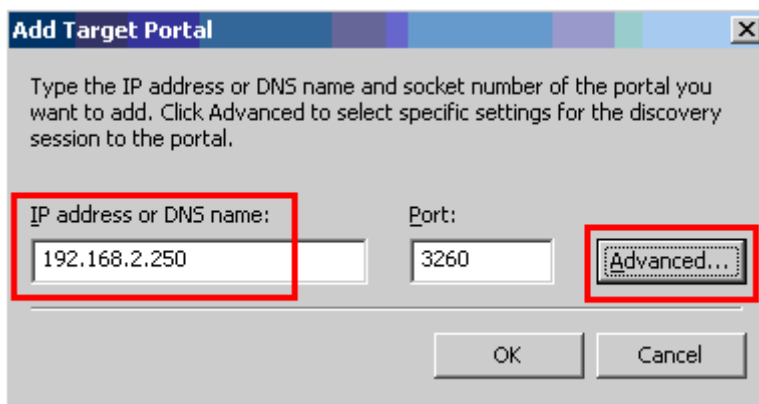 Add Target Portal
Type the IP address or DNS name and socket number of the portal you
want to add. Click Advanced to select specific settings for the discovery
session to the portal.
IP address or DNS name: Port:
192.168.2.250 3260 Advanced...
OK Cancel